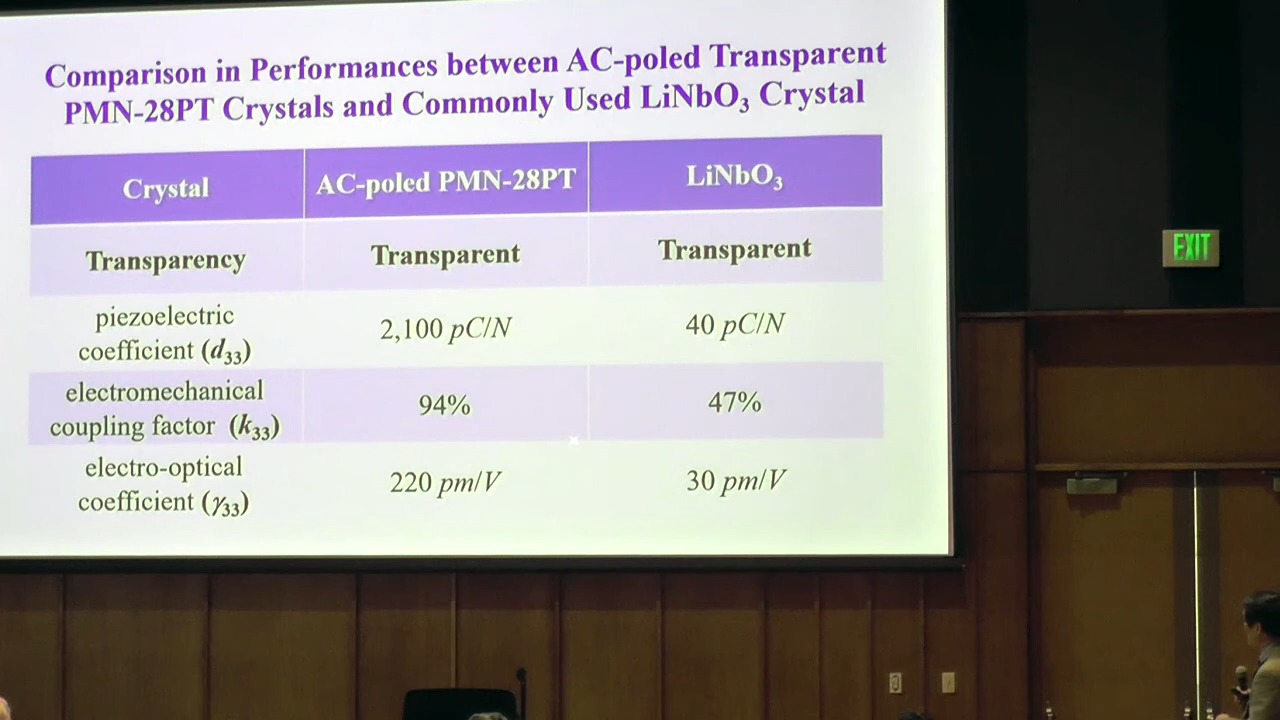 Comparison in Performances between AC-poled Transparent
PMN-28PT Crystals and Commonly Used LiNbO₃ Crystal
Crystal
AC-poled PMN-28PT
LiNbO₃
Transparency
Transparent
Transparent
piezoelectric
coefficient (d₃₃)
2,100 pC/N
40 pC/N
electromechanical
coupling factor (k₃₃)
94%
47%
electro-optical
coefficient (γ₃₃)
220 pm/V
30 pm/V
EXIT